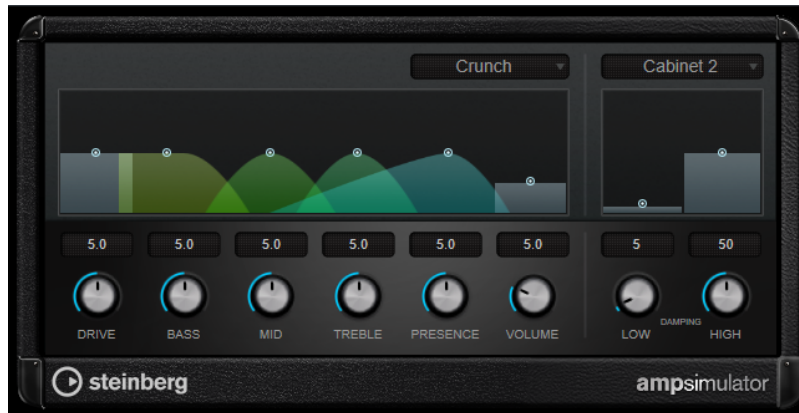 Crunch Cabinet 2
5.0 5.0 5.0 5.0 5.0 5.0 5 50
DRIVE BASS MID TREBLE PRESENCE VOLUME LOW DAMPING HIGH
steinberg ampsimulator